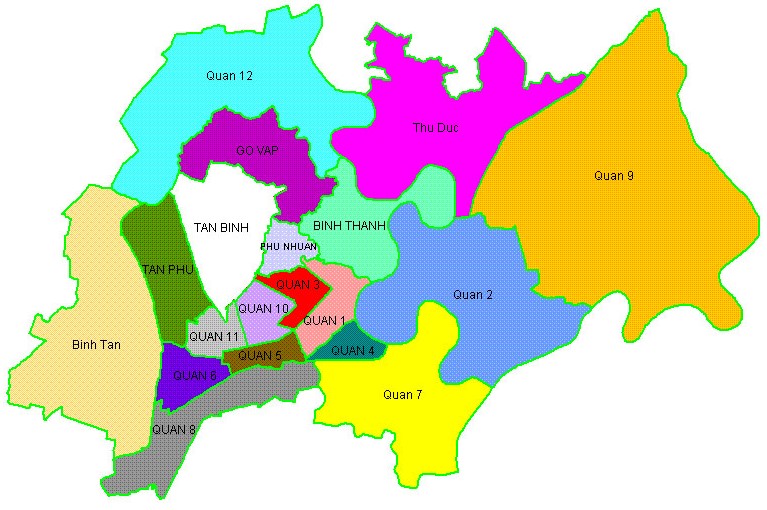 Quan 12
Thu Duc
GO VAP
Quan 9
TAN BINH
BINH THANH
PHU NHUAN
TAN PHU
QUAN 3
Quan 2
QUAN 10
QUAN 1
QUAN 11
Binh Tan
QUAN 4
QUAN 5
QUAN 6
Quan 7
QUAN 8